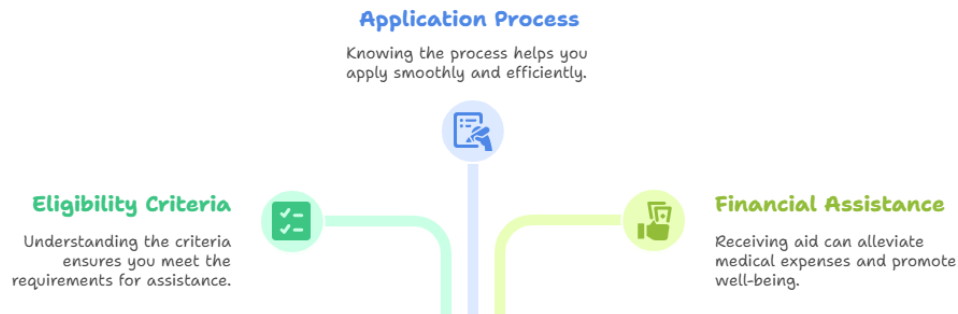 Application Process
Knowing the process helps you
apply smoothly and efficiently.
Eligibility Criteria
Understanding the criteria
ensures you meet the
requirements for assistance.
Financial Assistance
Receiving aid can alleviate
medical expenses and promote
well-being.